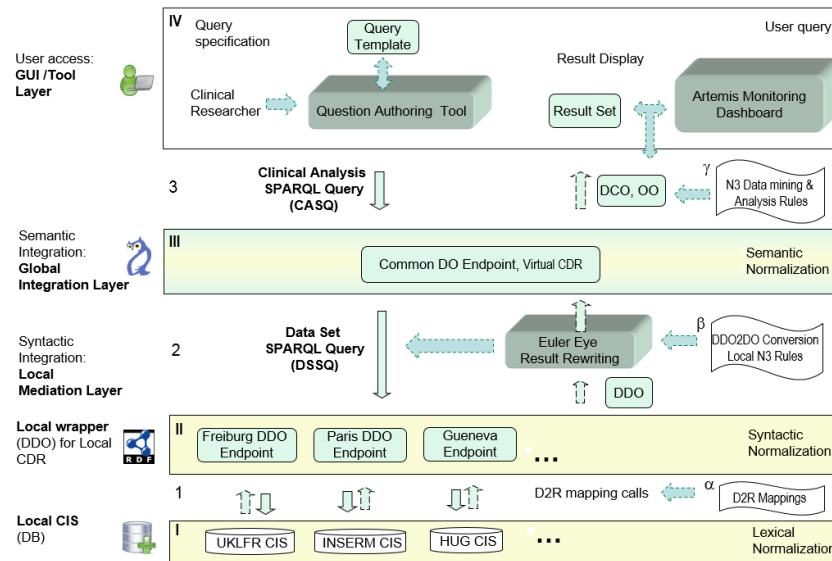 IV
Query
specification
Query
Template
User query
User access:
GUI /Tool
Layer
Result Display
Clinical
Researcher
Question Authoring Tool
Result Set
Artemis Monitoring
Dashboard
3
Clinical Analysis
SPARQL Query
(CASQ)
DCO, OO
γ
N3 Data mining &
Analysis Rules
Semantic
Integration:
Global
Integration Layer
III
Common DO Endpoint, Virtual CDR
Semantic
Normalization
Syntactic
Integration:
Local
Mediation Layer
2
Data Set
SPARQL Query
(DSSQ)
Euler Eye
Result Rewriting
β
DDO2DO Conversion
Local N3 Rules
DDO
Local wrapper
(DDO) for Local
CDR
RDF
II
Freiburg DDO
Endpoint
Paris DDO
Endpoint
Gueneva
Endpoint
...
Syntactic
Normalization
1
D2R mapping calls
α
D2R Mappings
Local CIS
(DB)
I
UKLFR CIS
INSERM CIS
HUG CIS
...
Lexical
Normalization